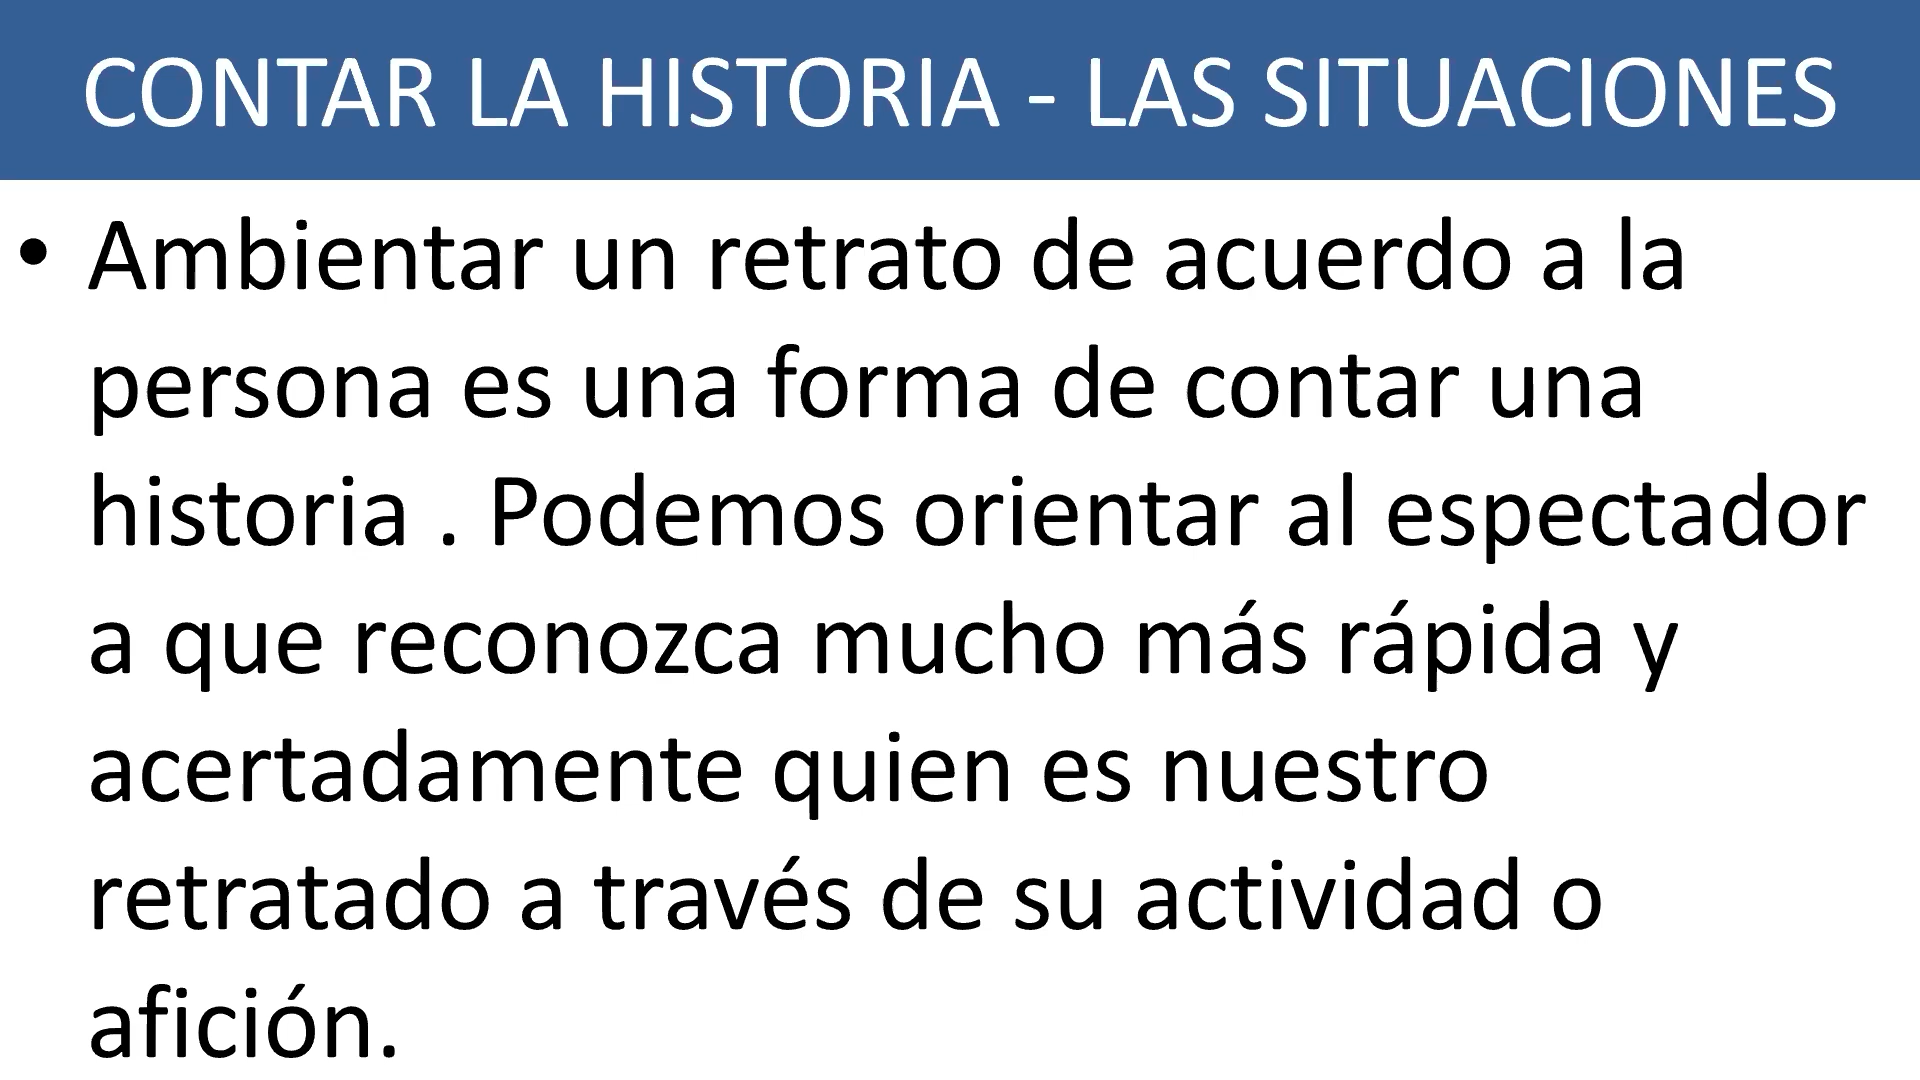 CONTAR LA HISTORIA - LAS SITUACIONES
• Ambientar un retrato de acuerdo a la
persona es una forma de contar una
historia . Podemos orientar al espectador
a que reconozca mucho más rápida y
acertadamente quien es nuestro
retratado a través de su actividad o
afición.